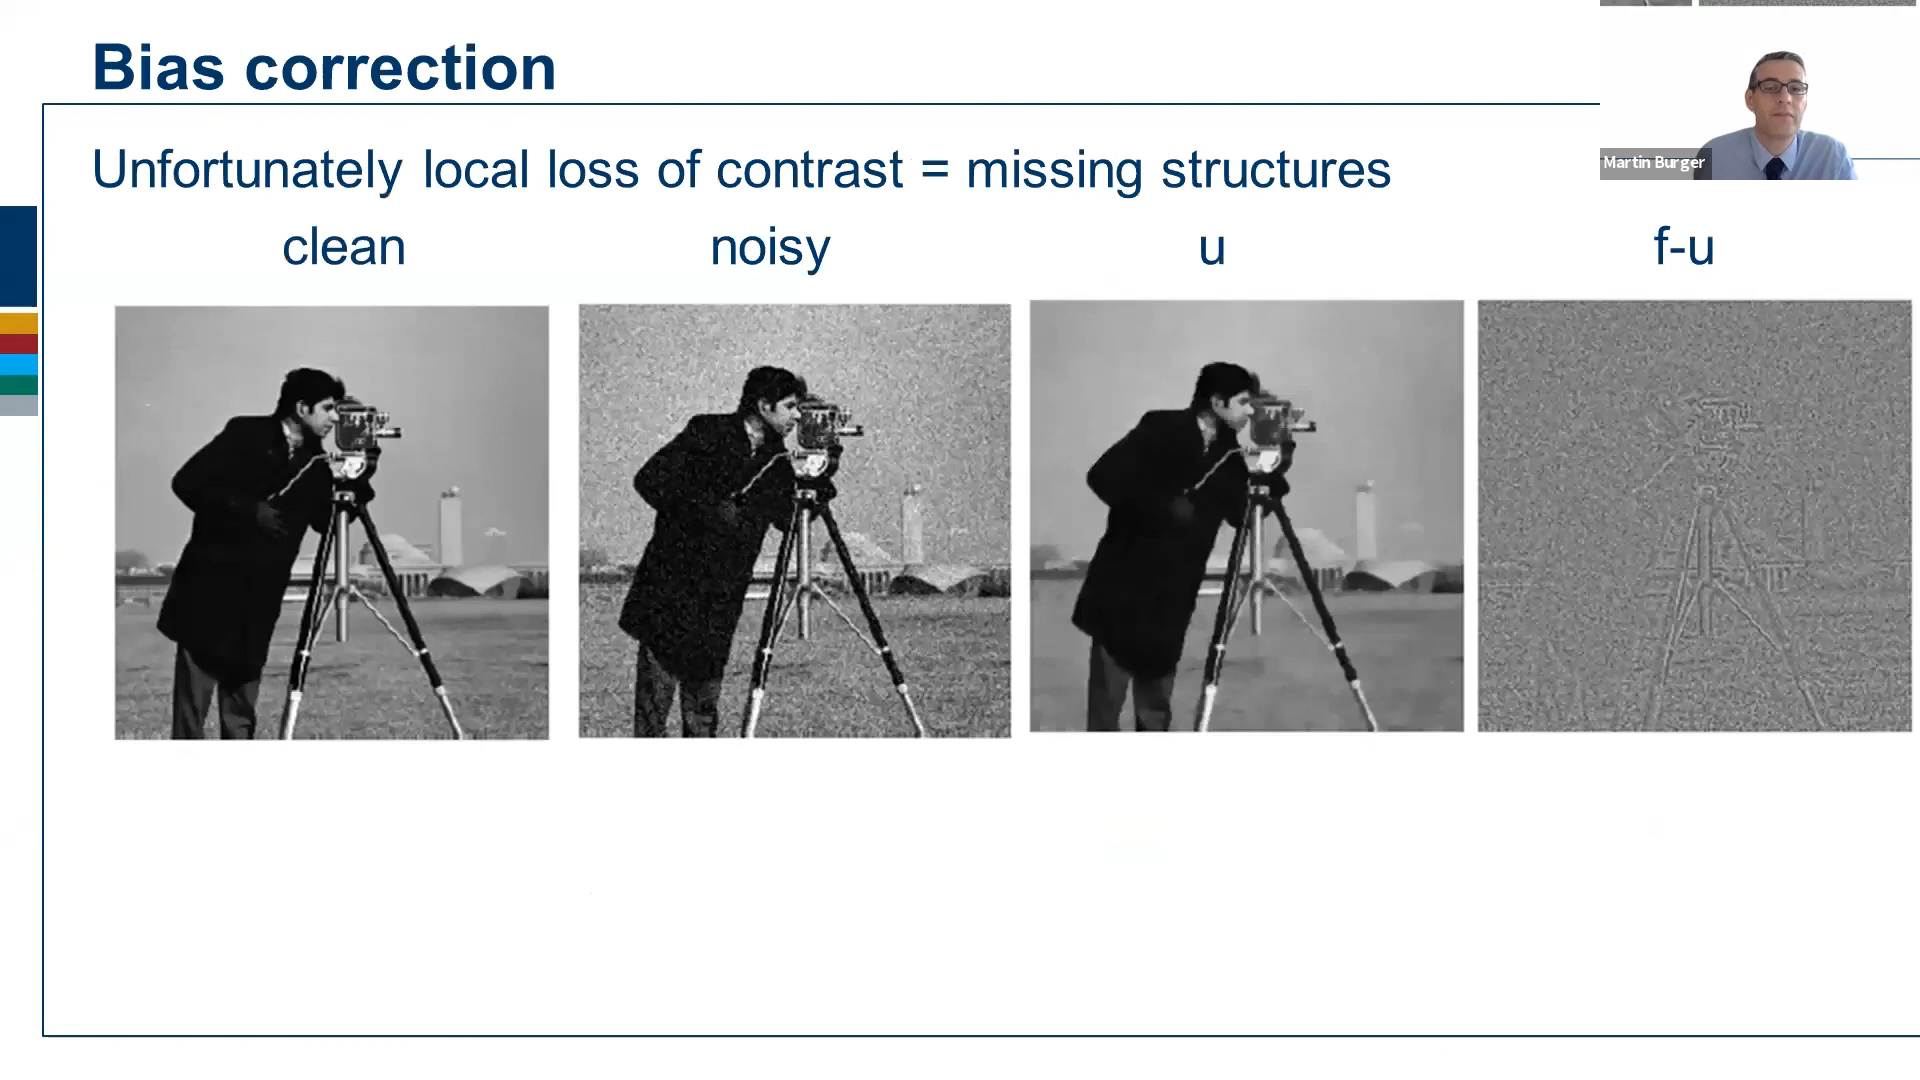 Bias correction
Martin Burger
Unfortunately local loss of contrast = missing structures
clean noisy u f-u